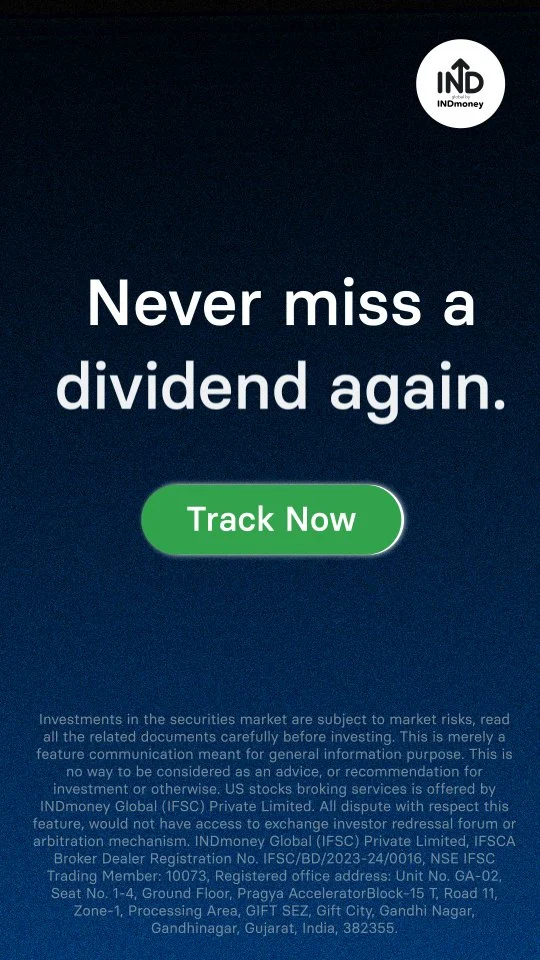 IND
global by
INDmoney
Never miss a
dividend again.
Track Now
Investments in the securities market are subject to market risks, read
all the related documents carefully before investing. This is merely a
feature communication meant for general information purpose. This is
no way to be considered as an advice, or recommendation for
investment or otherwise. US stocks broking services is offered by
INDmoney Global (IFSC) Private Limited. All dispute with respect this
feature, would not have access to exchange investor redressal forum or
arbitration mechanism. INDmoney Global (IFSC) Private Limited, IFSCA
Broker Dealer Registration No. IFSC/BD/2023-24/0016, NSE IFSC
Trading Member: 10073, Registered office address: Unit No. GA-02,
Seat No. 1-4, Ground Floor, Pragya AcceleratorBlock-15 T, Road 11,
Zone-1, Processing Area, GIFT SEZ, Gift City, Gandhi Nagar,
Gandhinagar, Gujarat, India, 382355.